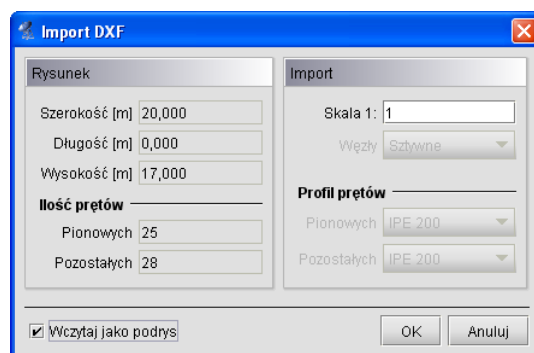 Import DXF
Rysunek
Szerokość [m] 20,000
Długość [m] 0,000
Wysokość [m] 17,000
Ilość prętów
Pionowych 25
Pozostałych 28
Import
Skala 1: 1
Węzły Sztywne
Profil prętów
Pionowych IPE 200
Pozostałych IPE 200
Wczytaj jako podrys
OK Anuluj